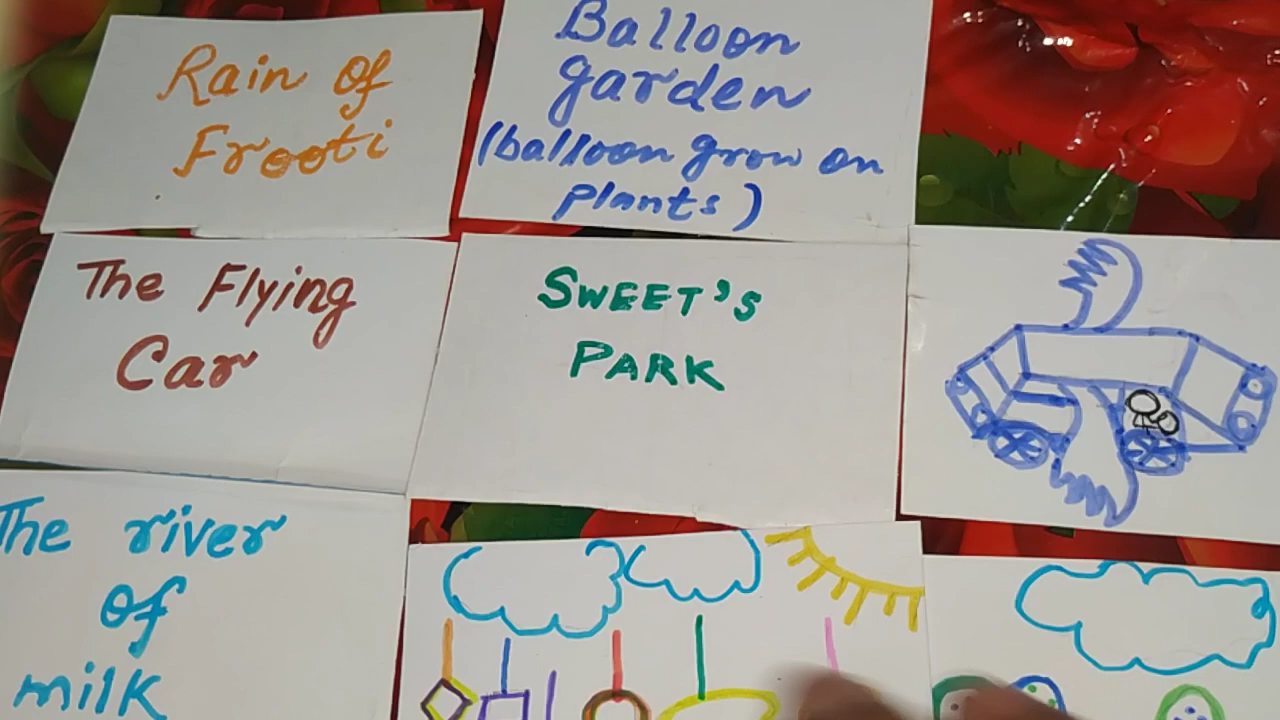 Rain of
Frooti
Balloon
garden
(balloon grow on
plants)
The Flying
Car
SWEET'S
PARK
The river
of
milk